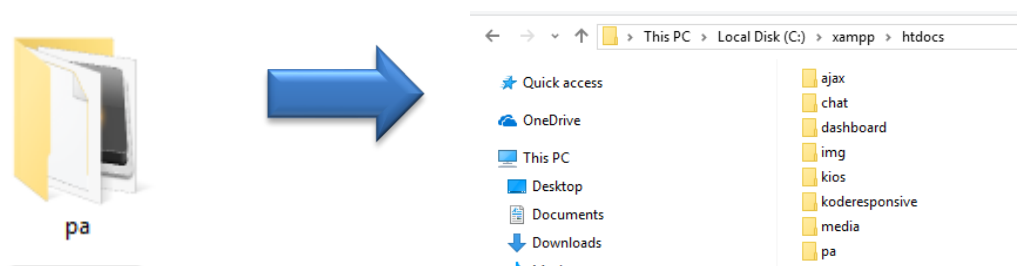 pa
This PC > Local Disk (C:) > xampp > htdocs
Quick access
OneDrive
This PC
Desktop
Documents
Downloads
ajax
chat
dashboard
img
kios
koderesponsive
media
pa